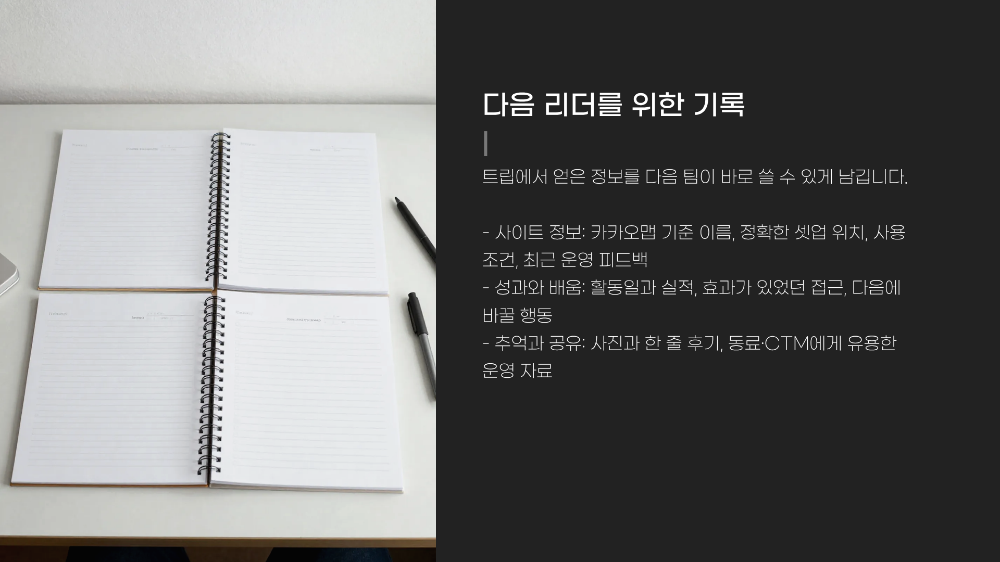 다음 리더를 위한 기록
트립에서 얻은 정보를 다음 팀이 바로 쓸 수 있게 남깁니다.
- 사이트 정보: 카카오맵 기준 이름, 정확한 셋업 위치, 사용
조건, 최근 운영 피드백
- 성과와 배움: 활동일과 실적, 효과가 있었던 접근, 다음에
바꿀 행동
- 추억과 공유: 사진과 한 줄 후기, 동료·CTM에게 유용한
운영 자료